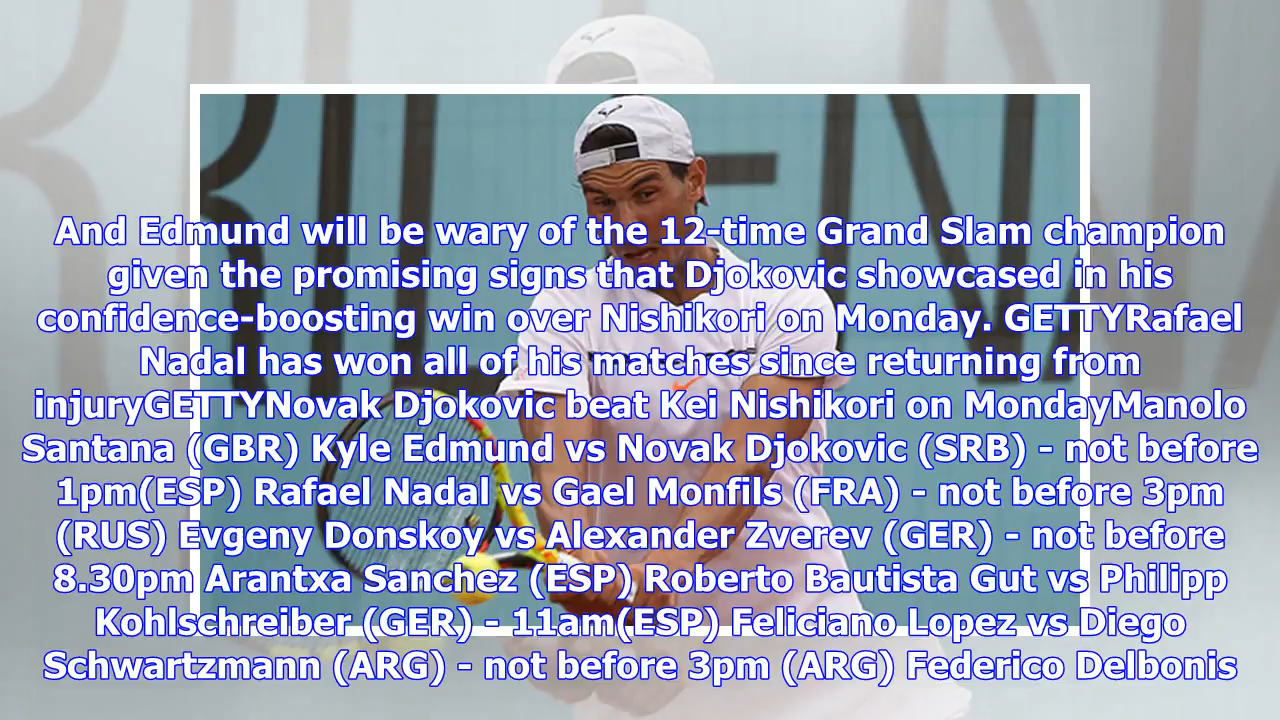 And Edmund will be wary of the 12-time Grand Slam champion
given the promising signs that Djokovic showcased in his
confidence-boosting win over Nishikori on Monday. GETTYRafael
Nadal has won all of his matches since returning from
injuryGETTYNovak Djokovic beat Kei Nishikori on MondayManolo
Santana (GBR) Kyle Edmund vs Novak Djokovic (SRB) - not before
1pm(ESP) Rafael Nadal vs Gael Monfils (FRA) - not before 3pm
(RUS) Evgeny Donskoy vs Alexander Zverev (GER) - not before
8.30pm Arantxa Sanchez (ESP) Roberto Bautista Gut vs Philipp
Kohlschreiber (GER) - 11am(ESP) Feliciano Lopez vs Diego
Schwartzmann (ARG) - not before 3pm (ARG) Federico Delbonis